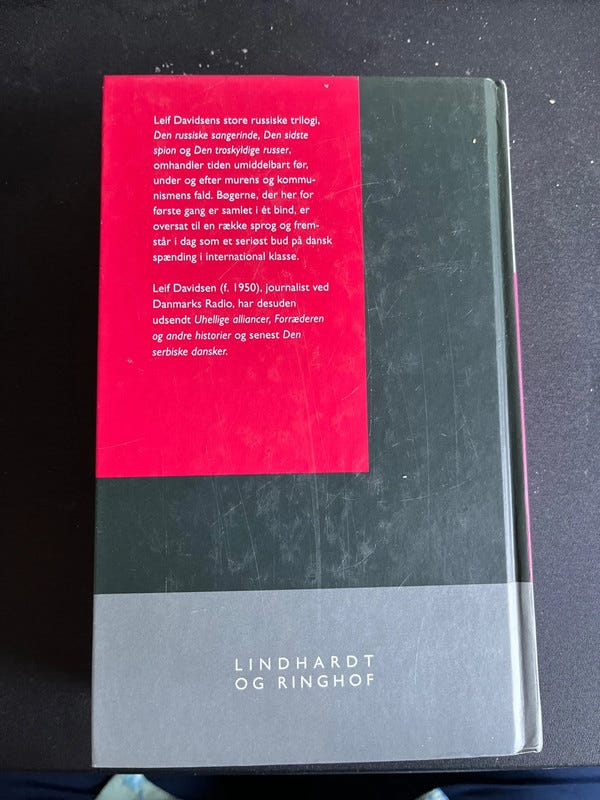 Leif Davidsens store russiske trilogi,
Den russiske sangerinde, Den sidste
spion og Den troskyldige russer,
omhandler tiden umiddelbart før,
under og efter murens og kommu-
nismens fald. Bøgerne, der her for
første gang er samlet i ét bind, er
oversat til en række sprog og frem-
står i dag som et seriøst bud på dansk
spænding i international klasse.
Leif Davidsen (f. 1950), journalist ved
Danmarks Radio, har desuden
udsendt Uhellige alliancer, Forræderen
og andre historier og senest Den
serbiske dansker.
LINDHARDT
OG RINGHOF